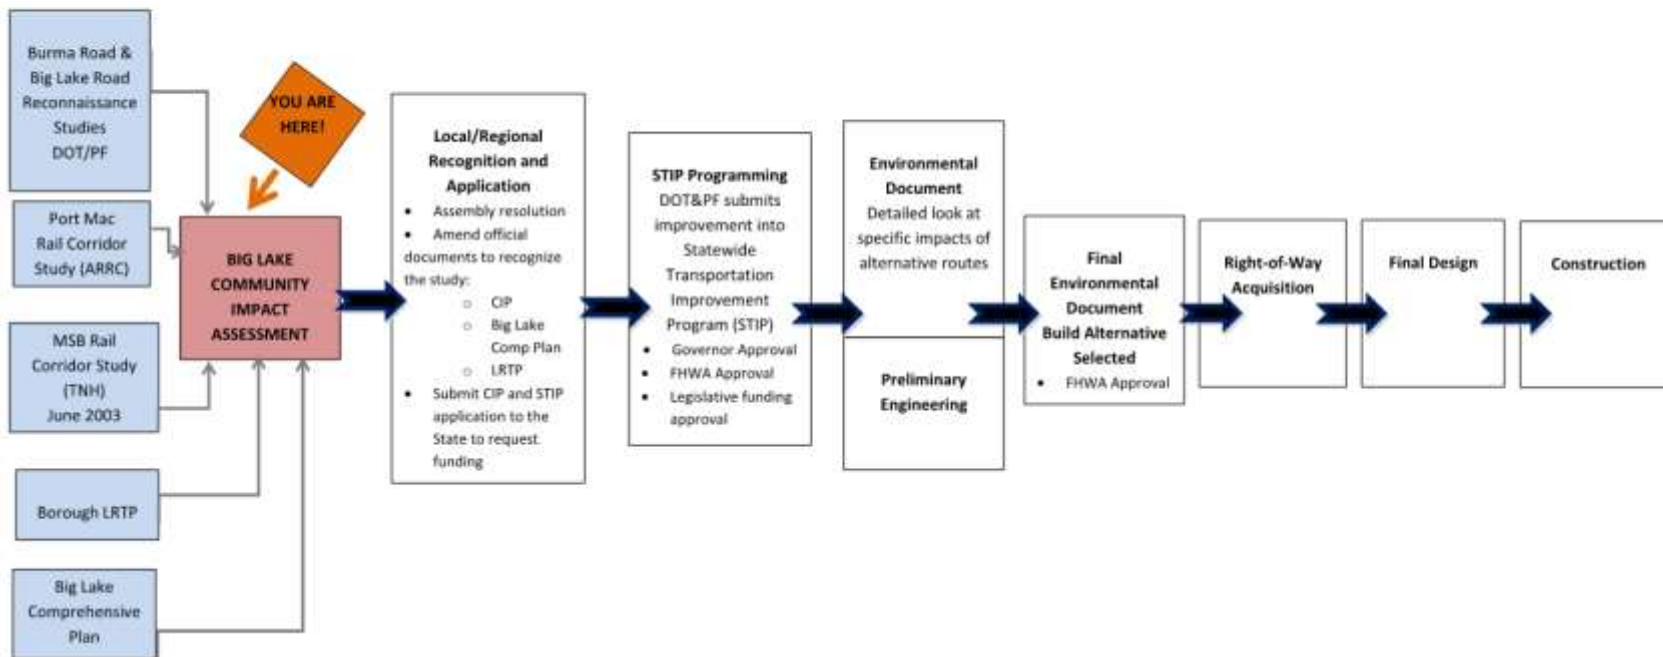 Burma Road &
Big Lake Road
Reconnaissance
Studies
DOT/PF
Port Mac
Rail Corridor
Study (ARRC)
MSB Rail
Corridor Study
(TNH)
June 2003
Borough LRTP
Big Lake
Comprehensive
Plan
YOU ARE
HERE!
BIG LAKE
COMMUNITY
IMPACT
ASSESSMENT
Local/Regional
Recognition and
Application
• Assembly resolution
• Amend official
documents to recognize
the study:
o CIP
o Big Lake
Comp Plan
o LRTP
• Submit CIP and STIP
application to the
State to request
funding
STIP Programming
DOT&PF submits
improvement into
Statewide
Transportation
Improvement
Program (STIP)
• Governor Approval
• FHWA Approval
• Legislative funding
approval
Environmental
Document
Detailed look at
specific impacts of
alternative routes
Preliminary
Engineering
Final
Environmental
Document
Build Alternative
Selected
• FHWA Approval
Right-of-Way
Acquisition
Final Design
Construction